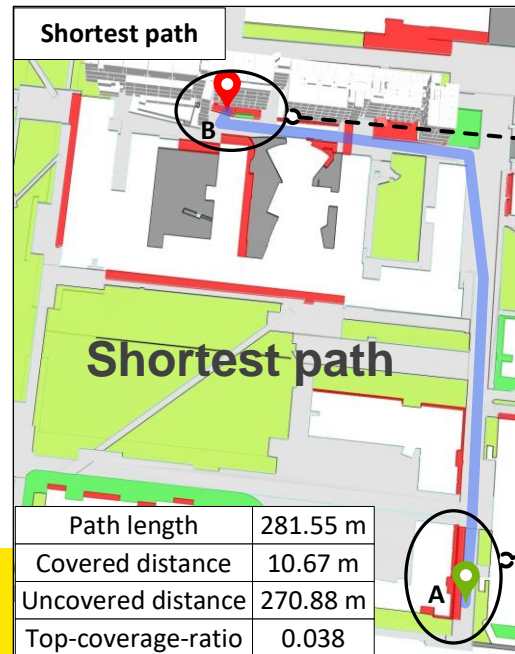 Shortest path
B
Shortest path
A
Path length 281.55 m
Covered distance 10.67 m
Uncovered distance 270.88 m
Top-coverage-ratio 0.038